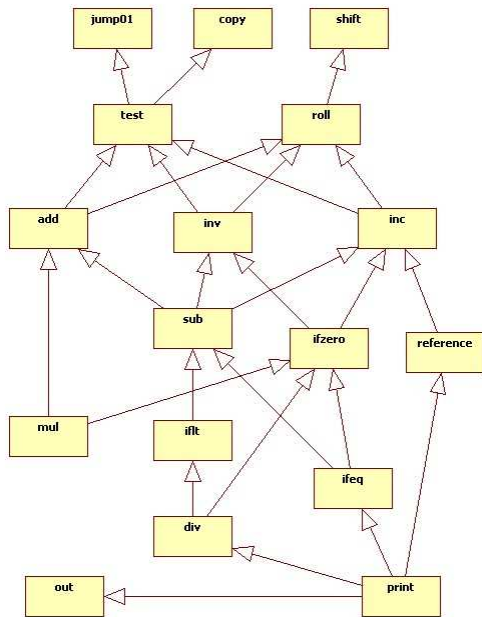 jump01
copy
shift
test
roll
add
inv
inc
sub
ifzero
reference
mul
iflt
ifeq
div
out
print